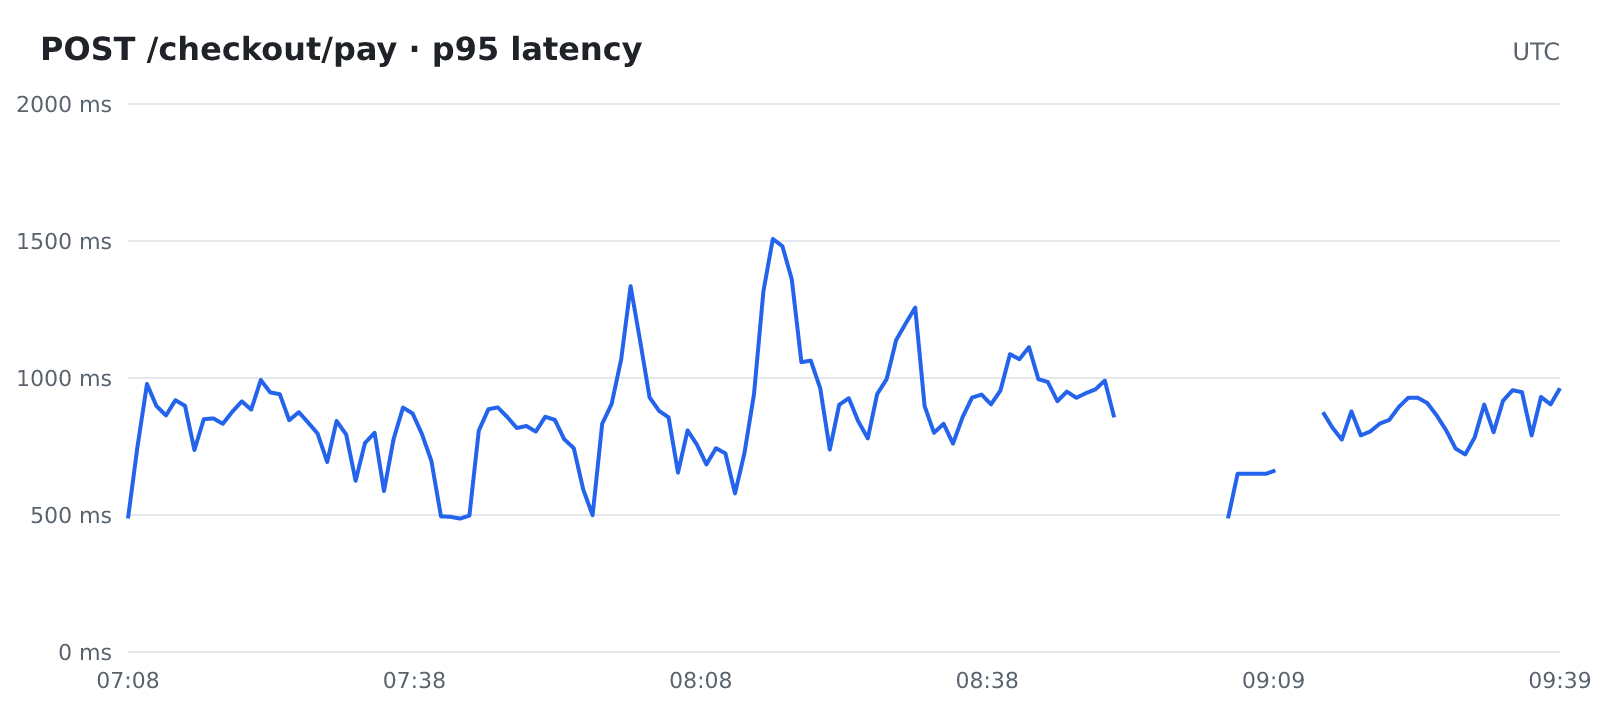 POST /checkout/pay · p95 latency
UTC
2000 ms
1500 ms
1000 ms
500 ms
0 ms
07:08 07:38 08:08 08:38 09:09 09:39